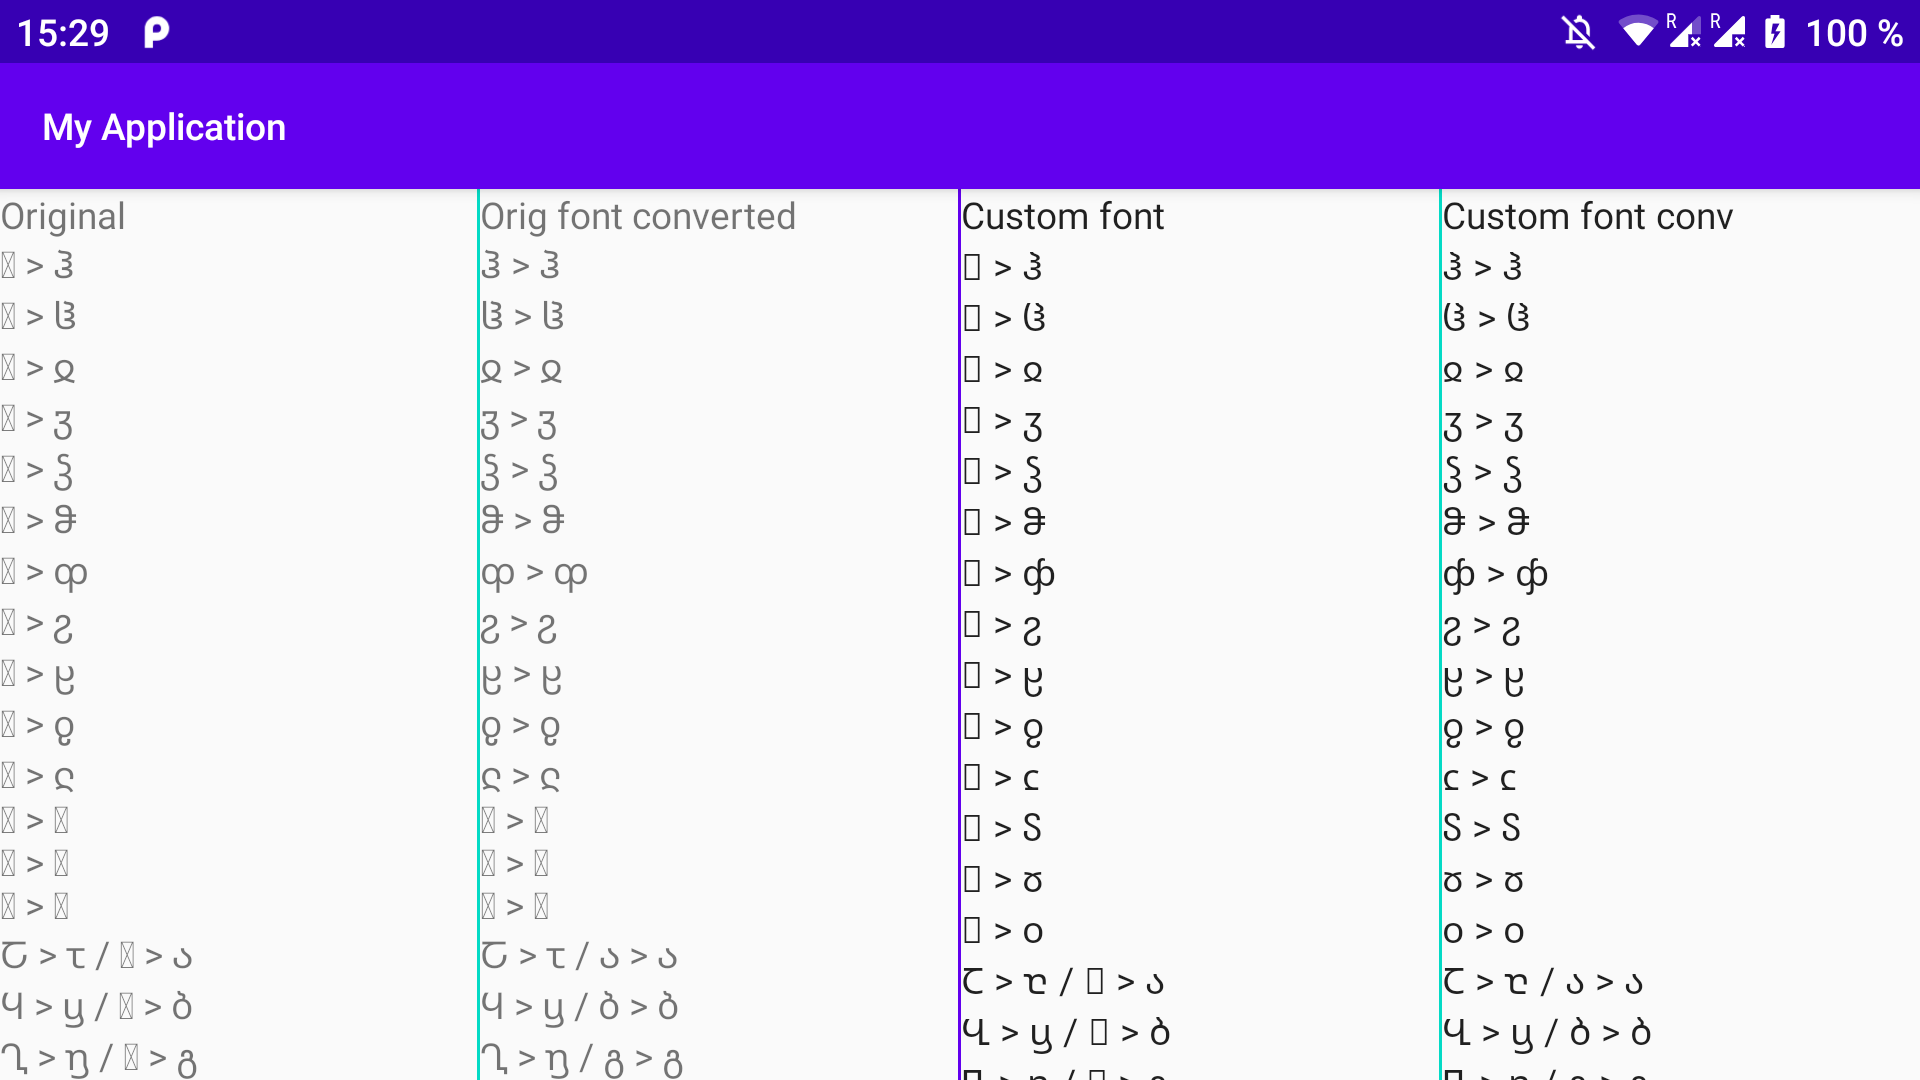 15:29
R R 100 %
My Application
Original
□ > ჰ
□ > ჱ
□ > ჲ
□ > ჳ
□ > ჴ
□ > ჵ
□ > ჶ
□ > ჷ
□ > ჸ
□ > ჹ
□ > ჺ
□ > □
□ > □
□ > □
Ⴀ > ⴀ / □ > ა
Ⴁ > ⴁ / □ > ბ
Ⴂ > ⴂ / □ > გ
Orig font converted
ჰ > ჰ
ჱ > ჱ
ჲ > ჲ
ჳ > ჳ
ჴ > ჴ
ჵ > ჵ
ჶ > ჶ
ჷ > ჷ
ჸ > ჸ
ჹ > ჹ
ჺ > ჺ
□ > □
□ > □
□ > □
Ⴀ > ⴀ / ა > ა
Ⴁ > ⴁ / ბ > ბ
Ⴂ > ⴂ / გ > გ
Custom font
□ > ჰ
□ > ჱ
□ > ჲ
□ > ჳ
□ > ჴ
□ > ჵ
□ > ჶ
□ > ჷ
□ > ჸ
□ > ჹ
□ > ჺ
□ > ჽ
□ > ჾ
□ > ჿ
Ⴀ > ⴀ / □ > ა
Ⴁ > ⴁ / □ > ბ
Custom font conv
ჰ > ჰ
ჱ > ჱ
ჲ > ჲ
ჳ > ჳ
ჴ > ჴ
ჵ > ჵ
ჶ > ჶ
ჷ > ჷ
ჸ > ჸ
ჹ > ჹ
ჺ > ჺ
ჽ > ჽ
ჾ > ჾ
ჿ > ჿ
Ⴀ > ⴀ / ა > ა
Ⴁ > ⴁ / ბ > ბ